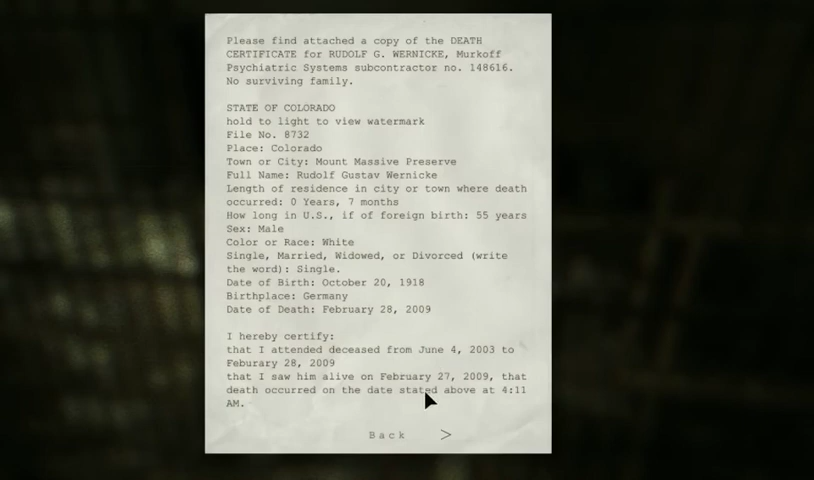 Please find attached a copy of the DEATH
CERTIFICATE for RUDOLF G. WERNICKE, Murkoff
Psychiatric Systems subcontractor no. 148616.
No surviving family.
STATE OF COLORADO
hold to light to view watermark
File No. 8732
Place: Colorado
Town or City: Mount Massive Preserve
Full Name: Rudolf Gustav Wernicke
Length of residence in city or town where death
occurred: 0 Years, 7 months
How long in U.S., if of foreign birth: 55 years
Sex: Male
Color or Race: White
Single, Married, Widowed, or Divorced (write
the word): Single.
Date of Birth: October 20, 1918
Birthplace: Germany
Date of Death: February 28, 2009
I hereby certify:
that I attended deceased from June 4, 2003 to
Feburary 28, 2009
that I saw him alive on February 27, 2009, that
death occurred on the date stated above at 4:11
AM.
Back >